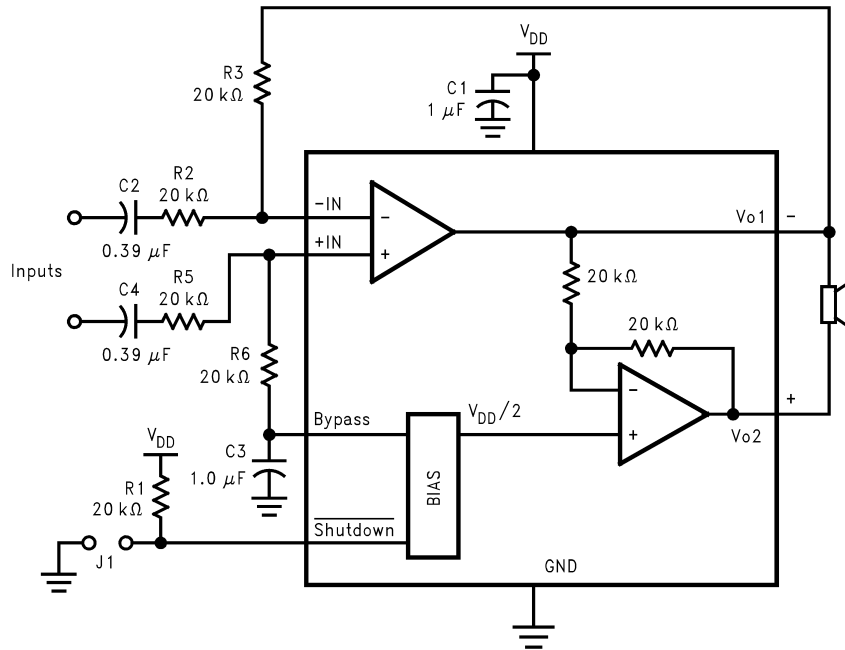 V_DD
R3
20 kΩ
C1
1 μF
C2
0.39 μF
R2
20 kΩ
-IN
+IN
-
+
Vo1
-
Inputs
C4
0.39 μF
R5
20 kΩ
20 kΩ
20 kΩ
R6
20 kΩ
-
+
+
Vo2
Bypass
V_DD/2
C3
1.0 μF
V_DD
R1
20 kΩ
BIAS
Shutdown
J1
GND